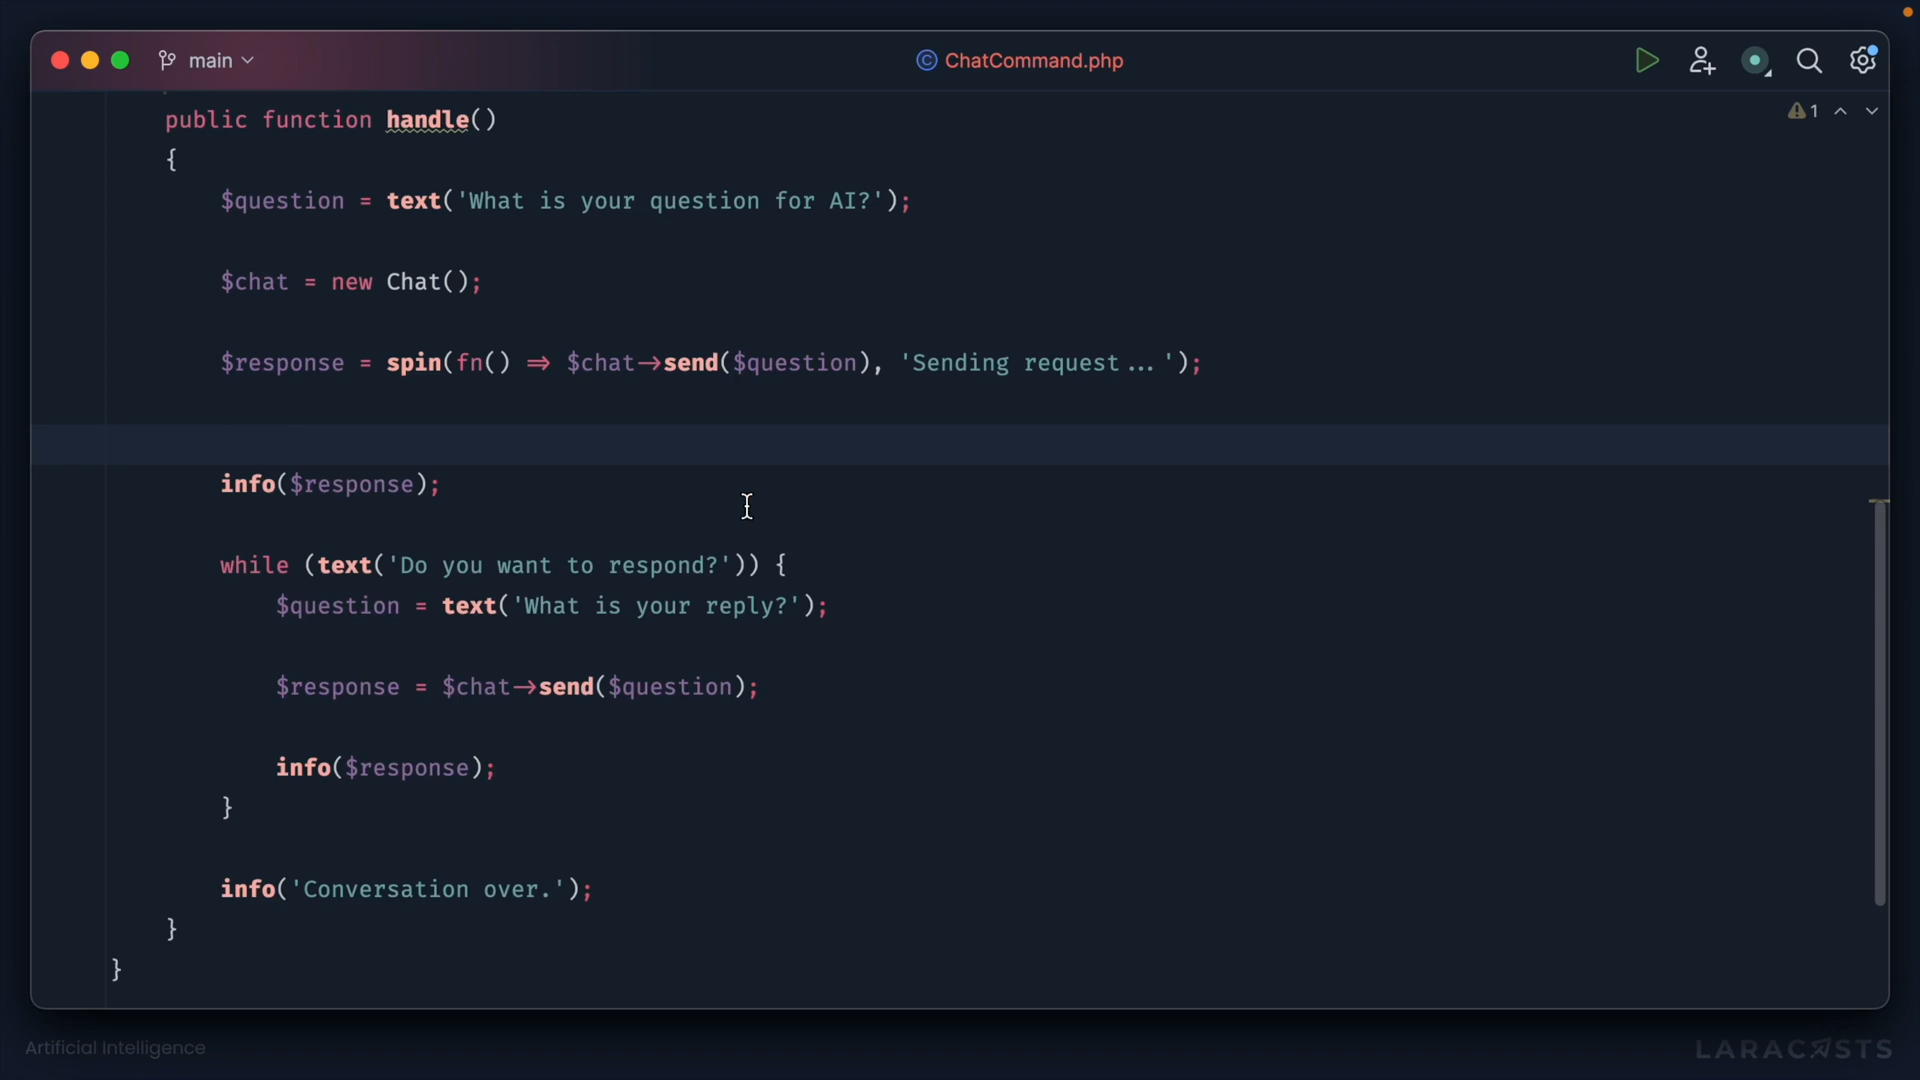 main
ChatCommand.php
1
public function handle()
{
$question = text('What is your question for AI?');
$chat = new Chat();
$response = spin(fn() => $chat->send($question), 'Sending request...');
info($response);
while (text('Do you want to respond?')) {
$question = text('What is your reply?');
$response = $chat->send($question);
info($response);
}
info('Conversation over.');
}
}
Artificial Intelligence
LARACASTS